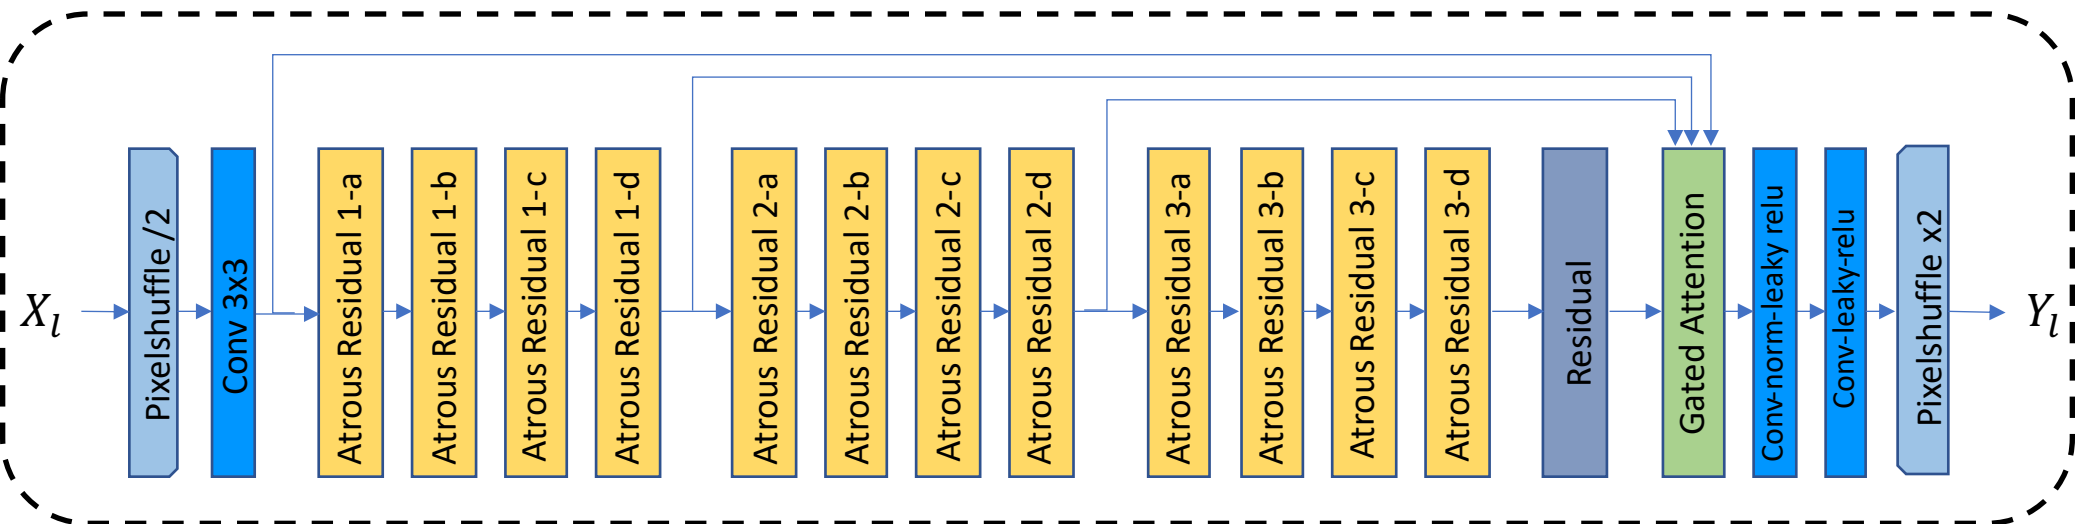 X_l
Pixelshuffle /2
Conv 3x3
Atrous Residual 1-a
Atrous Residual 1-b
Atrous Residual 1-c
Atrous Residual 1-d
Atrous Residual 2-a
Atrous Residual 2-b
Atrous Residual 2-c
Atrous Residual 2-d
Atrous Residual 3-a
Atrous Residual 3-b
Atrous Residual 3-c
Atrous Residual 3-d
Residual
Gated Attention
Conv-norm-leaky relu
Conv-leaky-relu
Pixelshuffle x2
Y_l